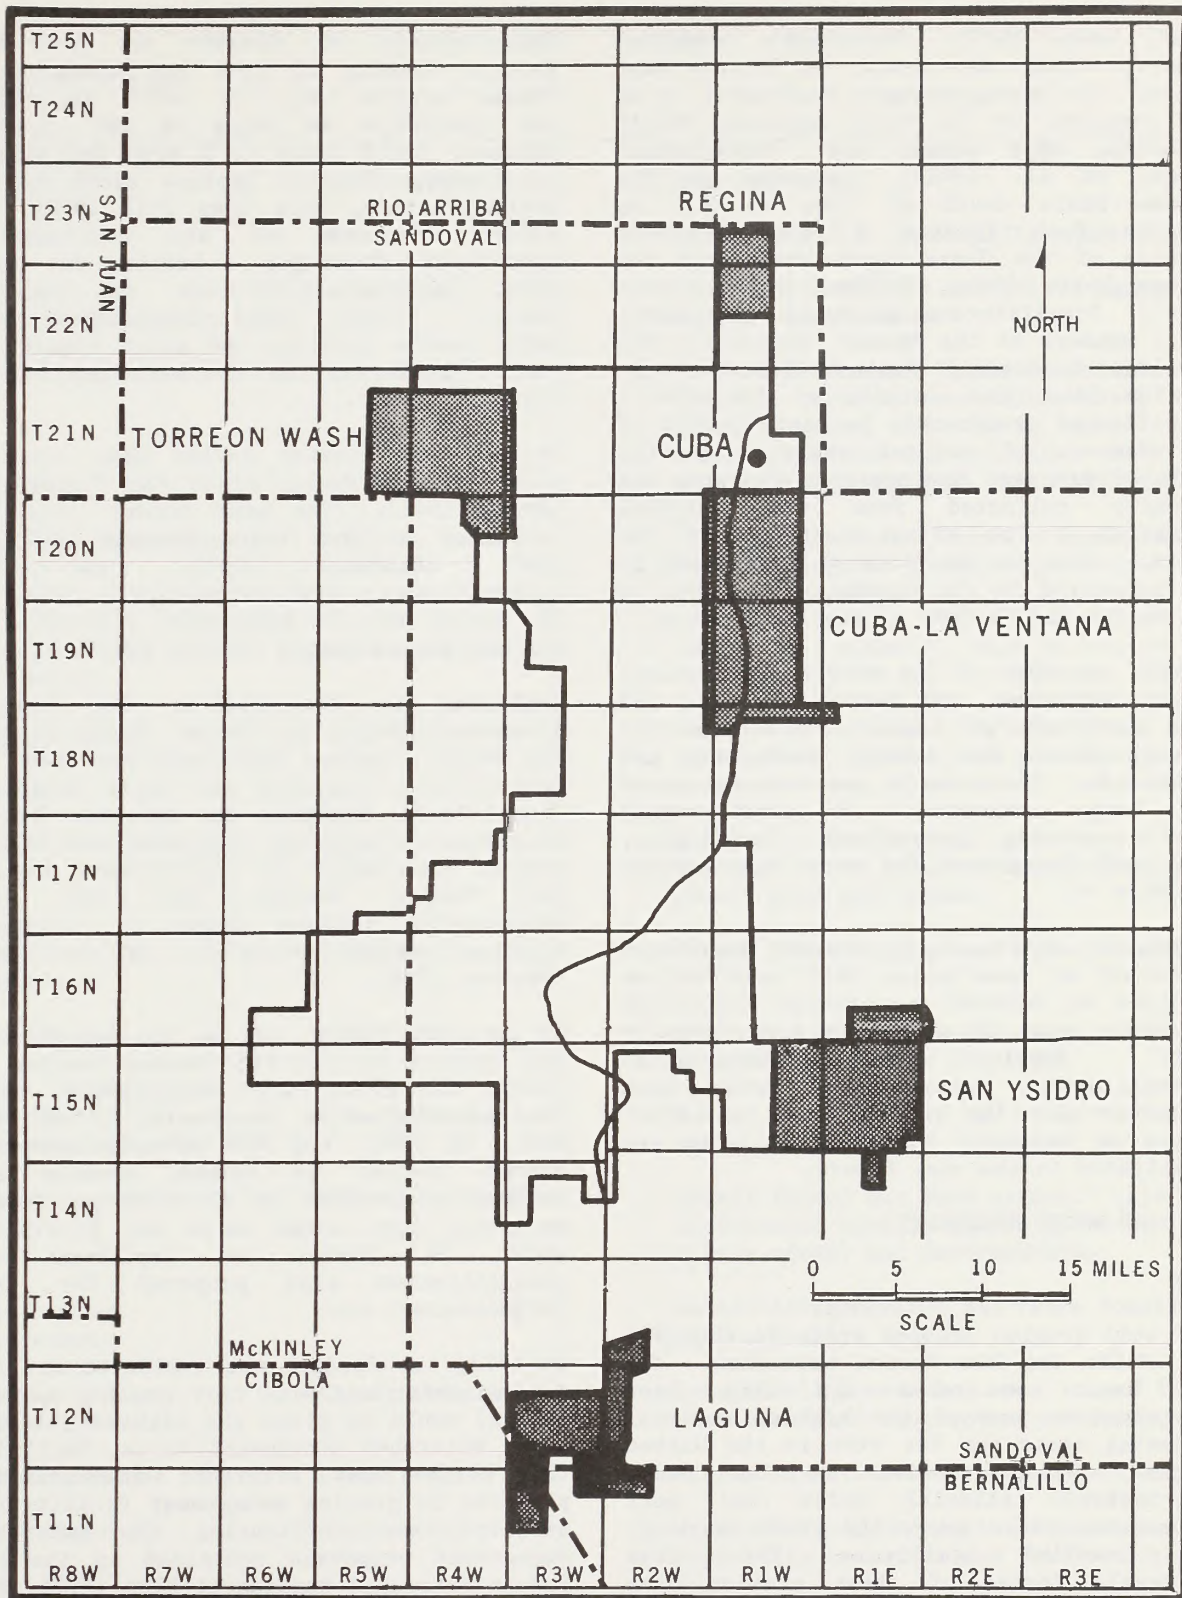 T25N
T24N
T23N
SAN JUAN
RIO ARRIBA
SANDOVAL
REGINA
T22N
NORTH
T21N
TORREON WASH
CUBA
T20N
T19N
CUBA-LA VENTANA
T18N
T17N
T16N
T15N
SAN YSIDRO
T14N
0 5 10 15 MILES
SCALE
T13N
McKINLEY
CIBOLA
T12N
LAGUNA
SANDOVAL
BERNALILLO
T11N
R8W R7W R6W R5W R4W R3W R2W R1W R1E R2E R3E